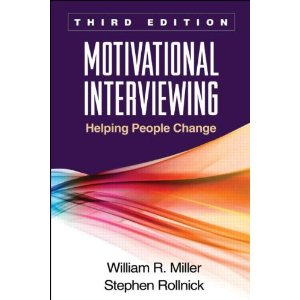 THIRD EDITION
MOTIVATIONAL
INTERVIEWING
Helping People Change
William R. Miller
Stephen Rollnick